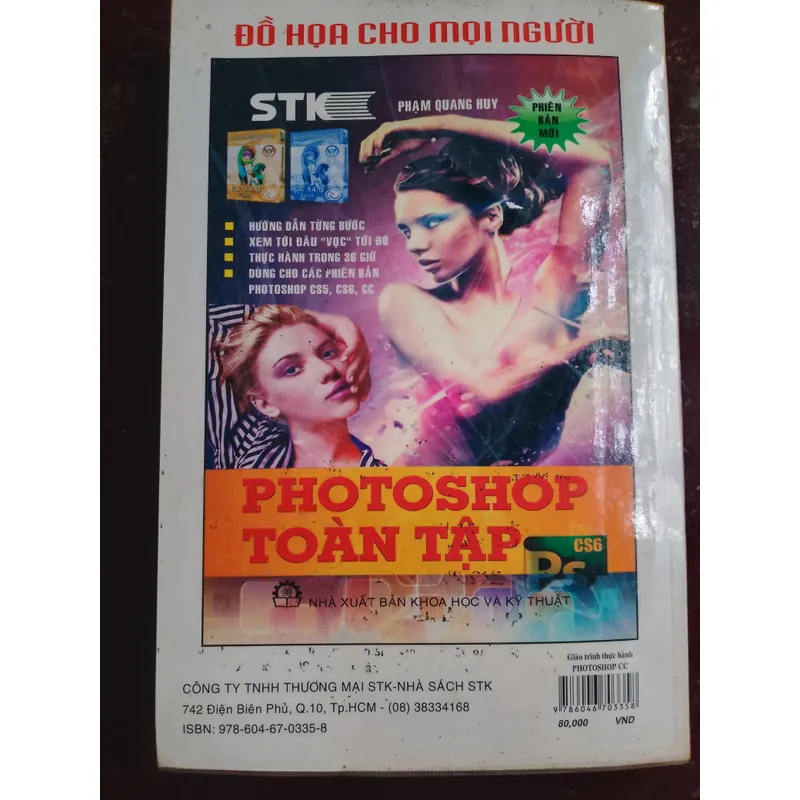 ĐỒ HỌA CHO MỌI NGƯỜI
STK
PHẠM QUANG HUY
PHIÊN
BẢN
MỚI
HƯỚNG DẪN TỪNG BƯỚC
XEM TỚI ĐÂU "VỌC" TỚI ĐÓ
THỰC HÀNH TRONG 36 GIỜ
DÙNG CHO CÁC PHIÊN BẢN
PHOTOSHOP CS5, CS6, CC
PHOTOSHOP
TOÀN TẬP
CS6
Ps
NHÀ XUẤT BẢN KHOA HỌC VÀ KỸ THUẬT
Giáo trình thực hành
PHOTOSHOP CC
CÔNG TY TNHH THƯƠNG MẠI STK-NHÀ SÁCH STK
742 Điện Biên Phủ, Q.10, Tp.HCM - (08) 38334168
ISBN: 978-604-67-0335-8
9 786046 703358
80,000 VND